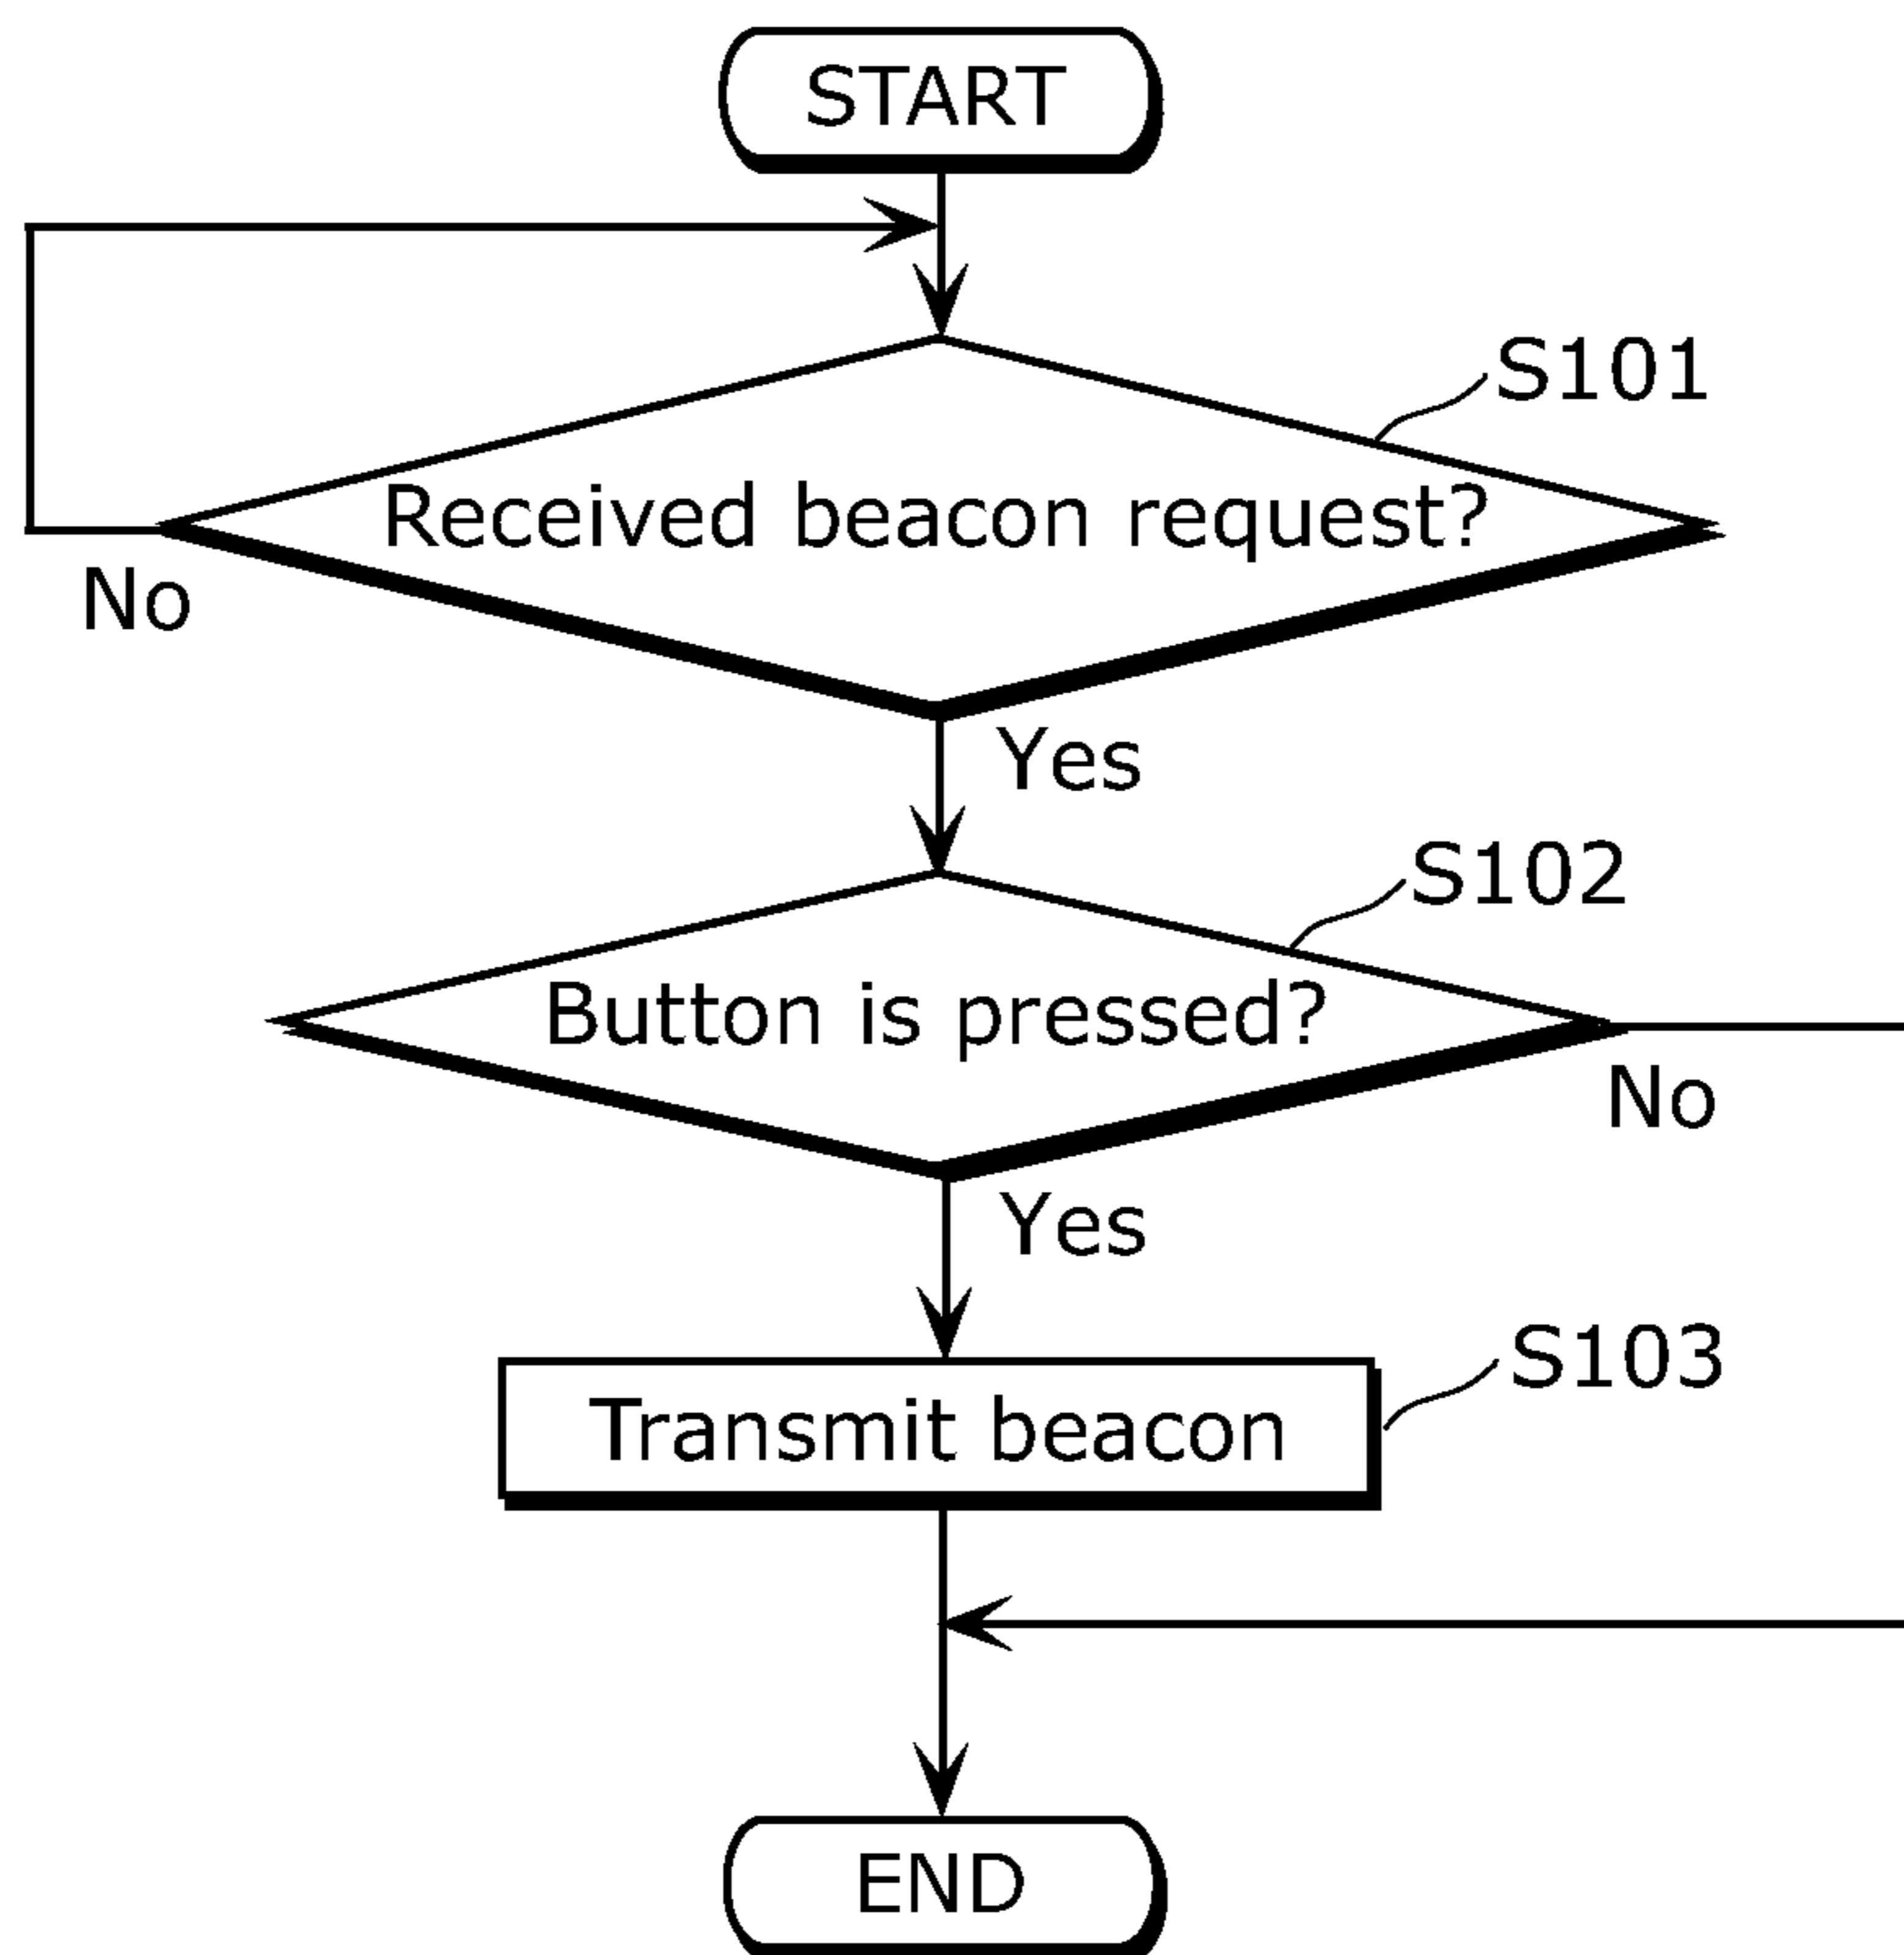 START
S101
Received beacon request?
No
Yes
S102
Button is pressed?
No
Yes
S103
Transmit beacon
END